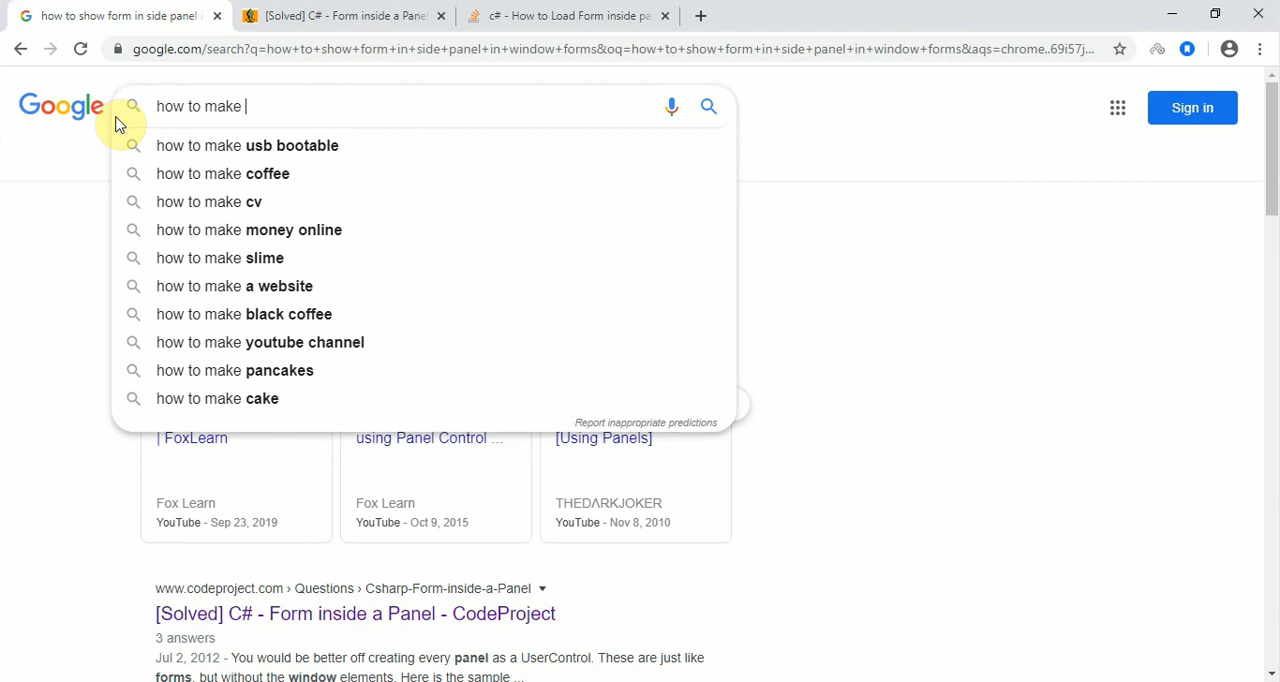 how to show form in side panel i
[Solved] C# - Form inside a Pane
c# - How to Load Form inside pa
google.com/search?q=how+to+show+form+in+side+panel+in+window+forms&oq=how+to+show+form+in+side+panel+in+window+forms&aqs=chrome..69i57j...
Google
how to make
Sign in
how to make usb bootable
how to make coffee
how to make cv
how to make money online
how to make slime
how to make a website
how to make black coffee
how to make youtube channel
how to make pancakes
how to make cake
Report inappropriate predictions
| FoxLearn
using Panel Control ...
[Using Panels]
Fox Learn
YouTube - Sep 23, 2019
Fox Learn
YouTube - Oct 9, 2015
THEDΛRKJOKER
YouTube - Nov 8, 2010
www.codeproject.com › Questions › Csharp-Form-inside-a-Panel
[Solved] C# - Form inside a Panel - CodeProject
3 answers
Jul 2, 2012 - You would be better off creating every panel as a UserControl. These are just like
forms, but without the window elements. Here is the sample ...